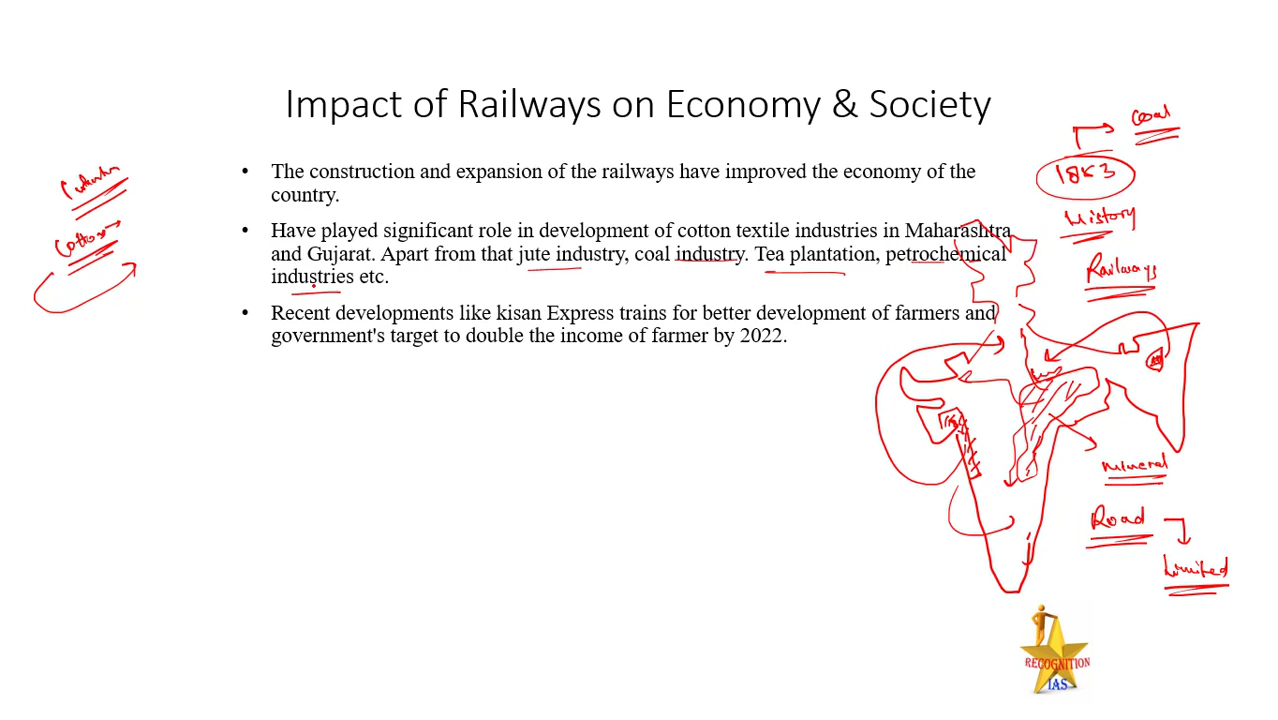 Impact of Railways on Economy & Society
• The construction and expansion of the railways have improved the economy of the
country.
• Have played significant role in development of cotton textile industries in Maharashtra
and Gujarat. Apart from that jute industry, coal industry. Tea plantation, petrochemical
industries etc.
• Recent developments like kisan Express trains for better development of farmers and
government's target to double the income of farmer by 2022.
Cotton
Coal
1853
History
Railways
Mineral
Road
Limited
RECOGNITION
IAS